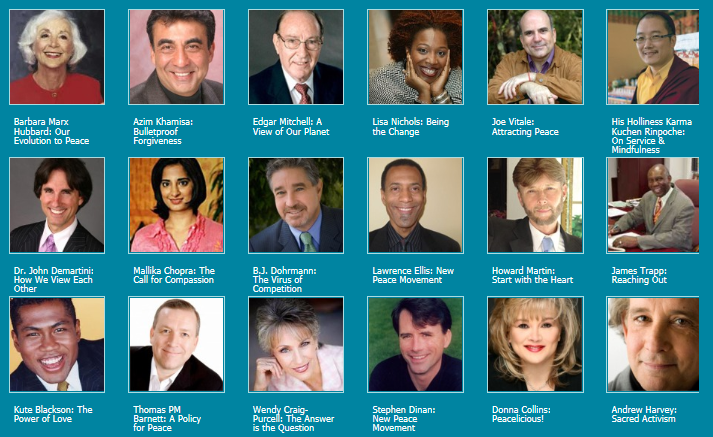 Barbara Marx
Hubbard: Our
Evolution to Peace
Azim Khamisa:
Bulletproof
Forgiveness
Edgar Mitchell: A
View of Our Planet
Lisa Nichols: Being
the Change
Joe Vitale:
Attracting Peace
His Holliness Karma
Kuchen Rinpoche:
On Service &
Mindfulness
Dr. John Demartini:
How We View Each
Other
Mallika Chopra: The
Call for Compassion
B.J. Dohrmann:
The Virus of
Competition
Lawrence Ellis: New
Peace Movement
Howard Martin:
Start with the Heart
James Trapp:
Reaching Out
Kute Blackson: The
Power of Love
Thomas PM
Barnett: A Policy
for Peace
Wendy Craig-
Purcell: The Answer
is the Question
Stephen Dinan:
New Peace
Movement
Donna Collins:
Peacelicious!
Andrew Harvey:
Sacred Activism